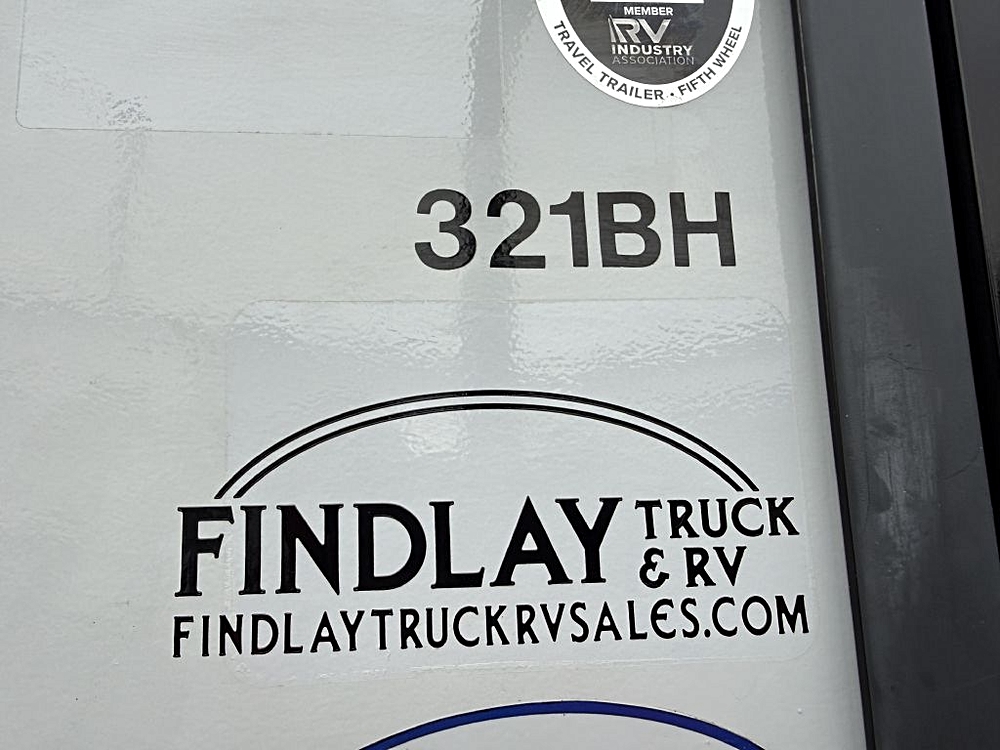 MEMBER
RV
INDUSTRY
ASSOCIATION
TRAVEL TRAILER • FIFTH WHEEL
321BH
FINDLAY TRUCK
& RV
FINDLAYTRUCKRVSALES.COM